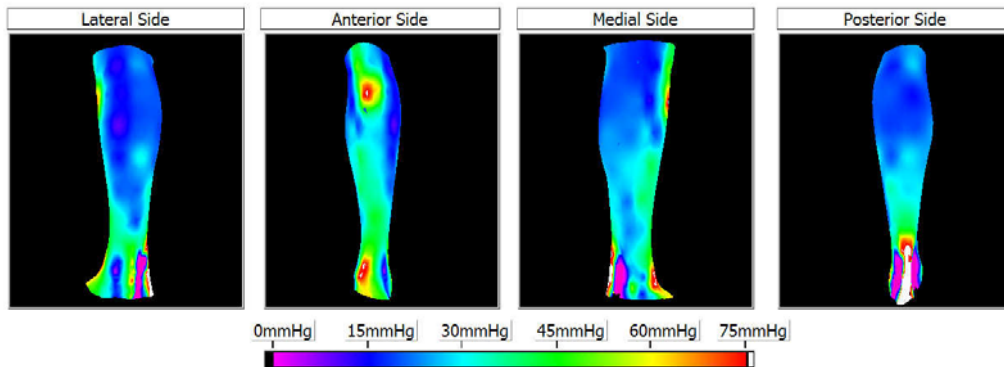 Lateral Side
Anterior Side
Medial Side
Posterior Side
0mmHg 15mmHg 30mmHg 45mmHg 60mmHg 75mmHg